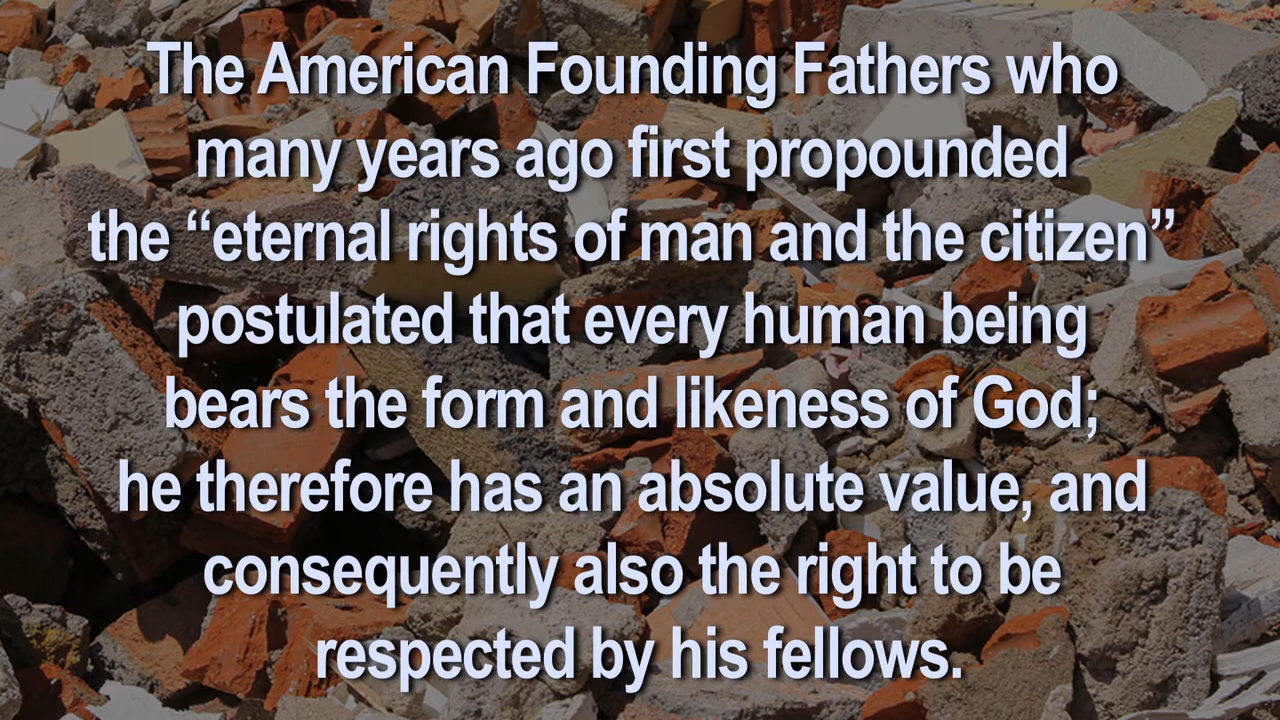 The American Founding Fathers who
many years ago first propounded
the “eternal rights of man and the citizen”
postulated that every human being
bears the form and likeness of God;
he therefore has an absolute value, and
consequently also the right to be
respected by his fellows.